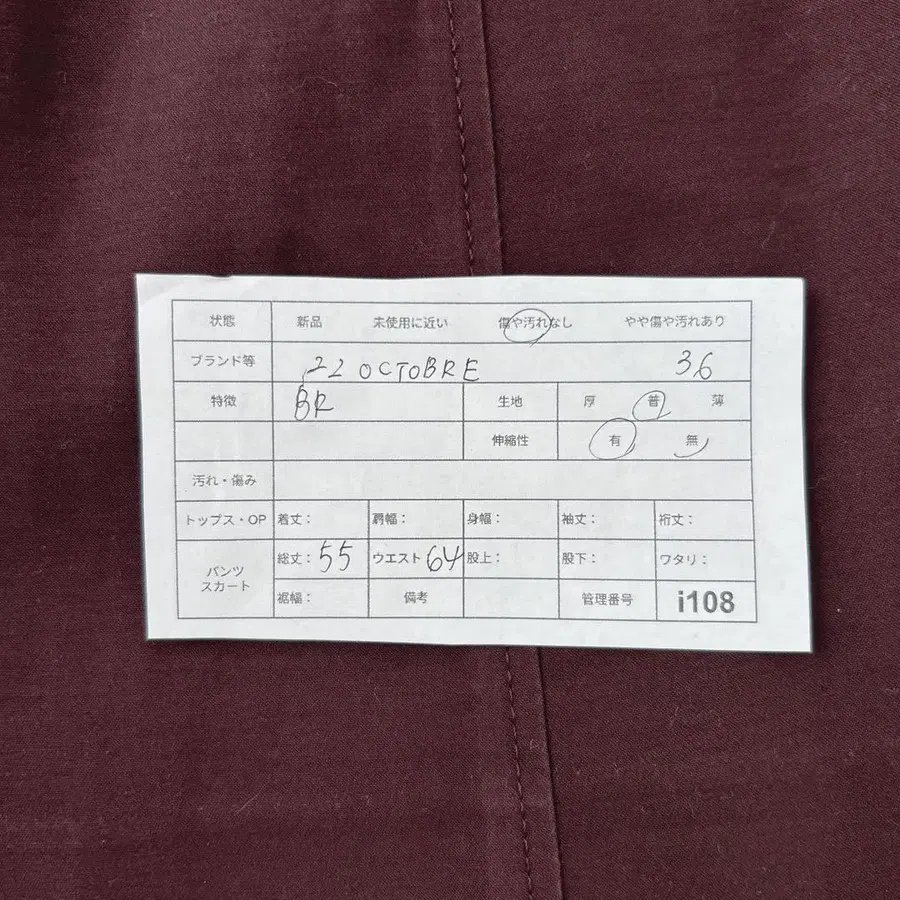 状態 新品 未使用に近い 傷や汚れなし やや傷や汚れあり
ブランド等 22 OCTOBRE 36
特徴 BR 生地 厚 普 薄
伸縮性 有 無
汚れ・傷み
トップス・OP 着丈： 肩幅： 身幅： 袖丈： 裄丈：
パンツ スカート 総丈：55 ウエスト 64 股上： 股下： ワタリ：
裾幅： 備考 管理番号 i108